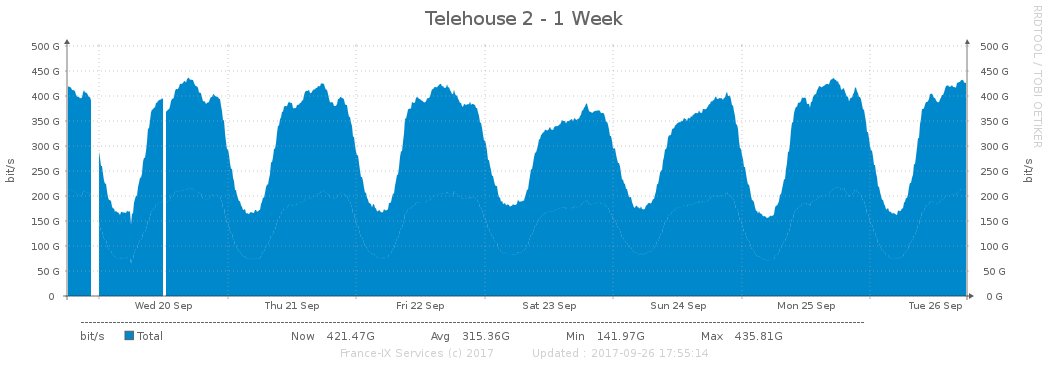 Telehouse 2 - 1 Week
RRDTOOL / TOBI OETIKER
500 G 500 G
450 G 450 G
400 G 400 G
350 G 350 G
300 G 300 G
250 G 250 G
200 G 200 G
150 G 150 G
100 G 100 G
50 G 50 G
0 0 G
bit/s bit/s
Wed 20 Sep Thu 21 Sep Fri 22 Sep Sat 23 Sep Sun 24 Sep Mon 25 Sep Tue 26 Sep
bit/s Total Now 421.47G Avg 315.36G Min 141.97G Max 435.81G
France-IX Services (c) 2017 Updated : 2017-09-26 17:55:14